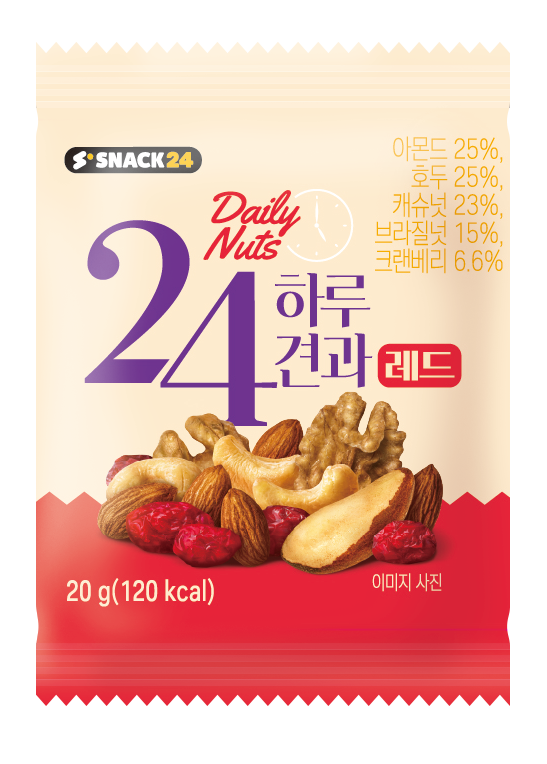 SNACK24
아몬드 25%,
호두 25%,
캐슈넛 23%,
브라질넛 15%,
크랜베리 6.6%
Daily
Nuts
24
하루
견과 레드
20 g(120 kcal)
이미지 사진